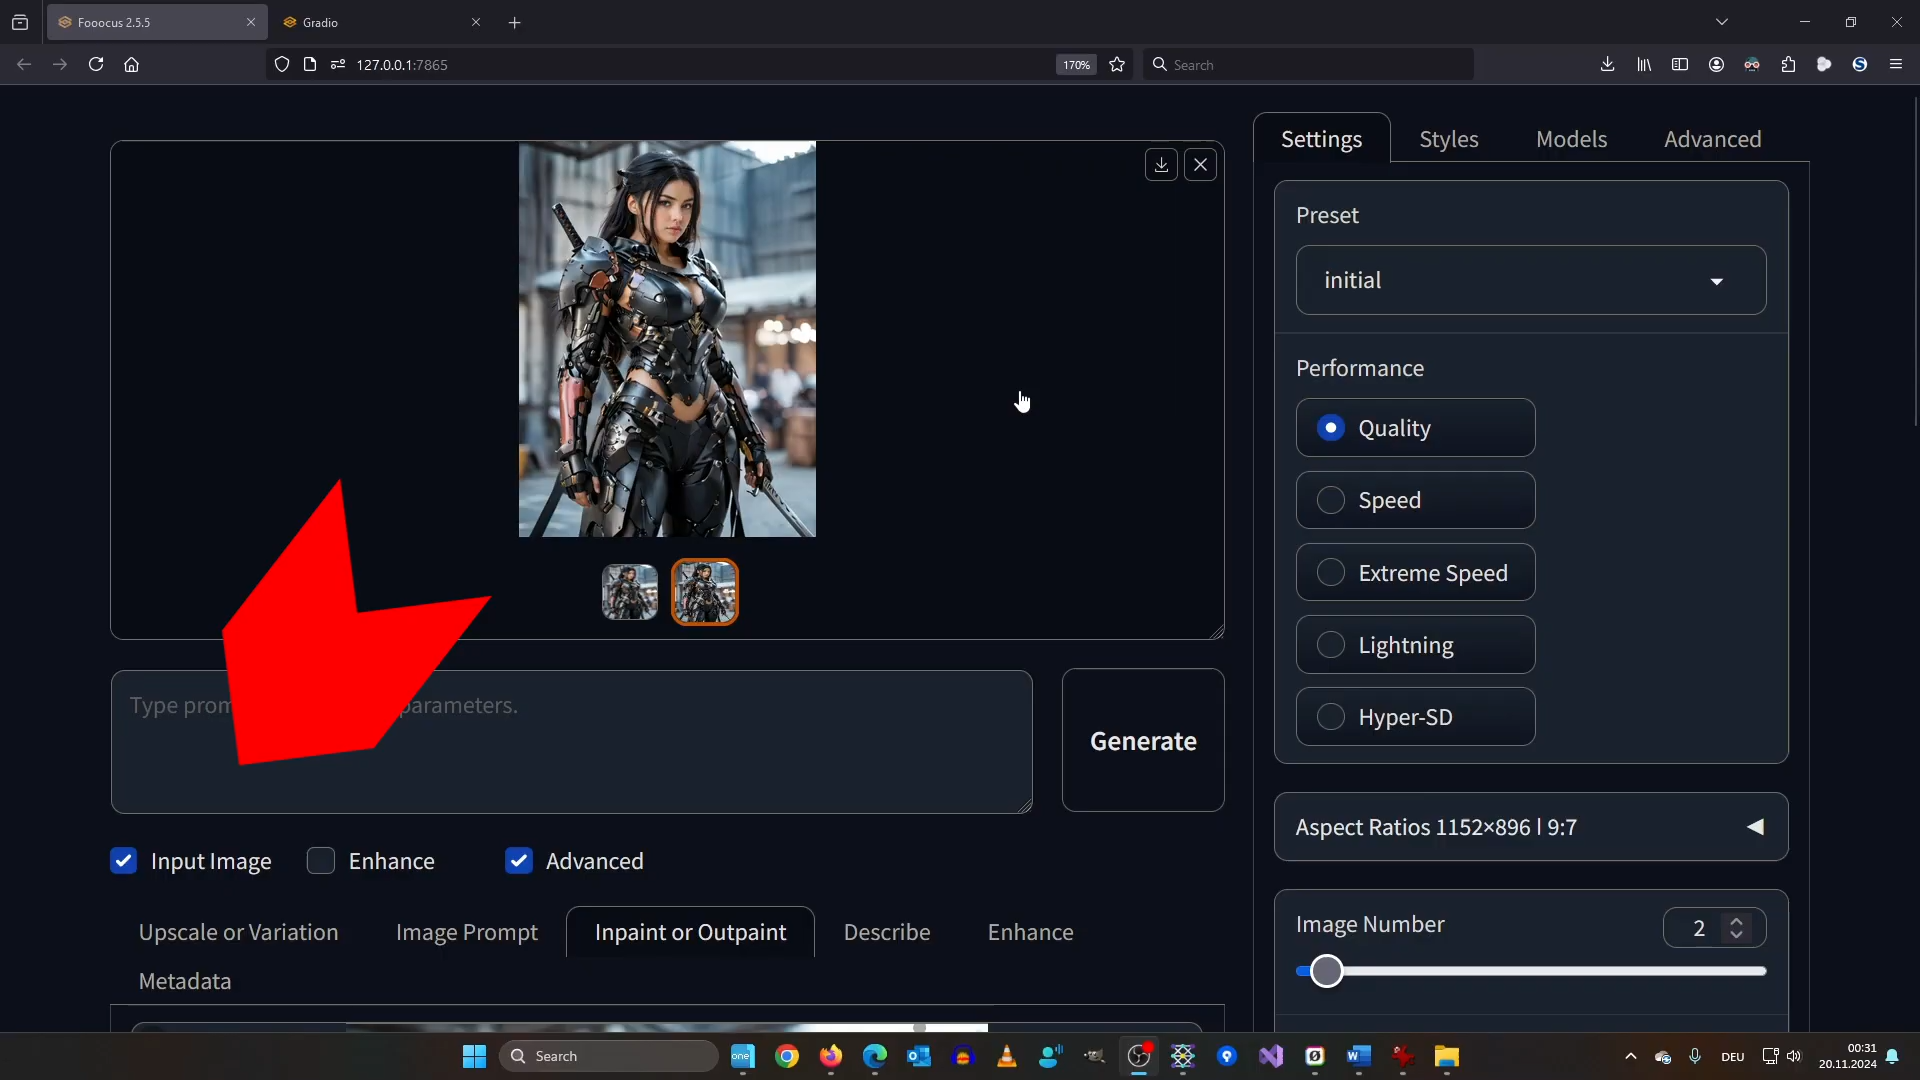 Fooocus 2.5.5
Gradio
127.0.0.1:7865
170%
Search
Settings
Styles
Models
Advanced
Preset
initial
Performance
Quality
Speed
Extreme Speed
Lightning
Hyper-SD
Type prom
parameters.
Generate
Input Image
Enhance
Advanced
Upscale or Variation
Image Prompt
Inpaint or Outpaint
Describe
Enhance
Metadata
Aspect Ratios 1152×896 | 9:7
Image Number
2
Search
one
DEU
00:31
20.11.2024